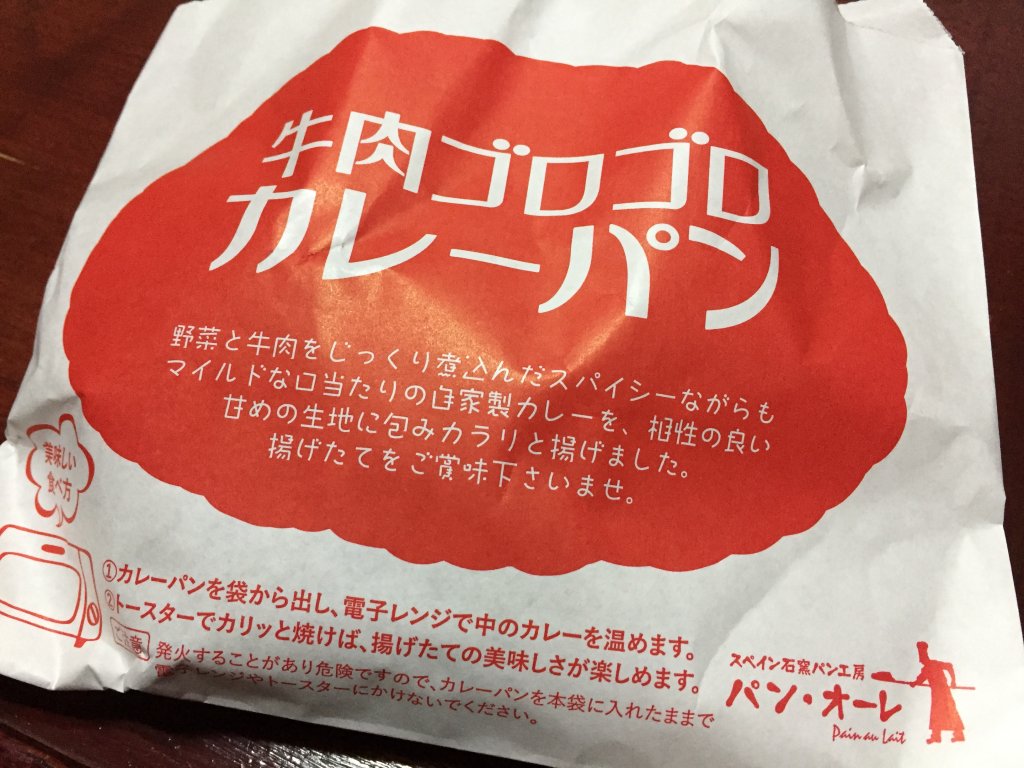 牛肉ゴロゴロ
カレーパン
野菜と牛肉をじっくり煮込んだスパイシーながらも
マイルドな口当たりの自家製カレーを、相性の良い
甘めの生地に包みカラリと揚げました。
揚げたてをご賞味下さいませ。
美味しい
食べ方
①カレーパンを袋から出し、電子レンジで中のカレーを温めます。
②トースターでカリッと焼けば、揚げたての美味しさが楽しめます。
ご注意
発火することがあり危険ですので、カレーパンを本袋に入れたままで
電子レンジやトースターにかけないでください。
スペイン石窯パン工房
パン・オーレ
Pain au Lait